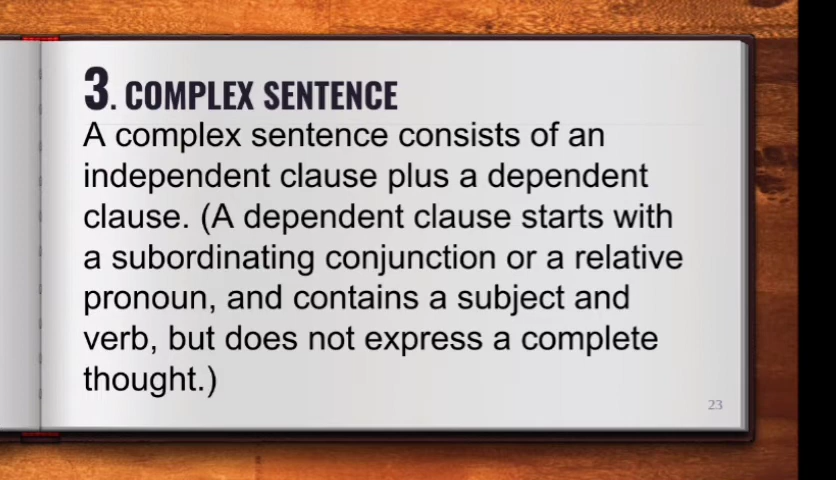 3. COMPLEX SENTENCE
A complex sentence consists of an
independent clause plus a dependent
clause. (A dependent clause starts with
a subordinating conjunction or a relative
pronoun, and contains a subject and
verb, but does not express a complete
thought.)
23